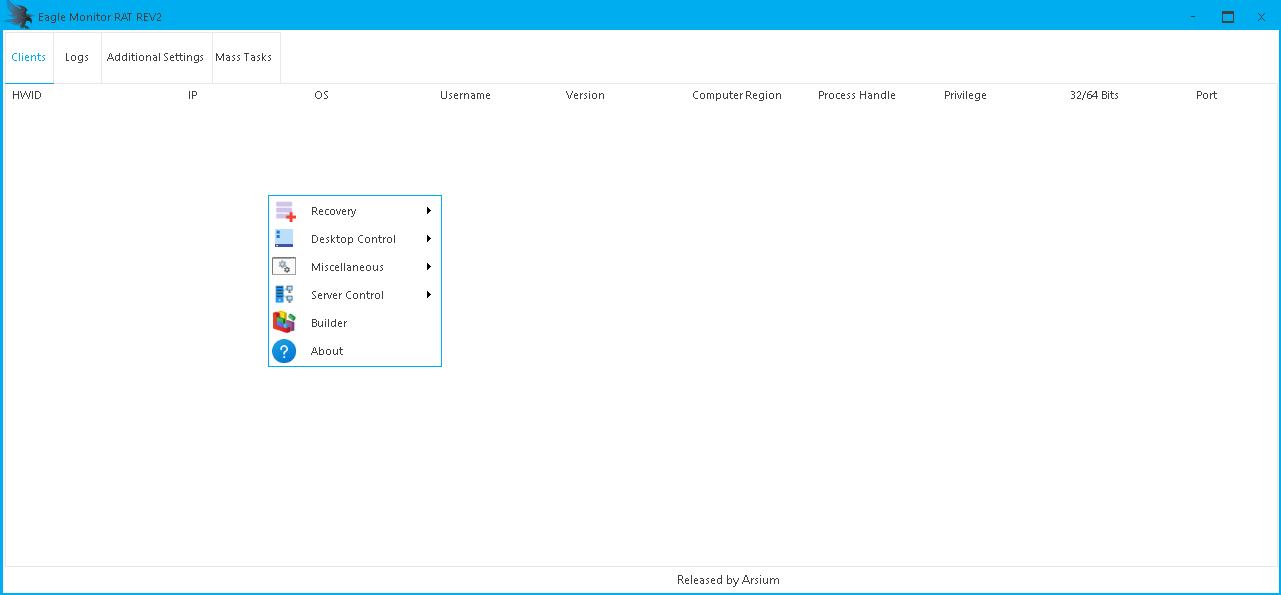 Eagle Monitor RAT REV2
Clients Logs Additional Settings Mass Tasks
HWID IP OS Username Version Computer Region Process Handle Privilege 32/64 Bits Port
Recovery
Desktop Control
Miscellaneous
Server Control
Builder
? About
Released by Arsium